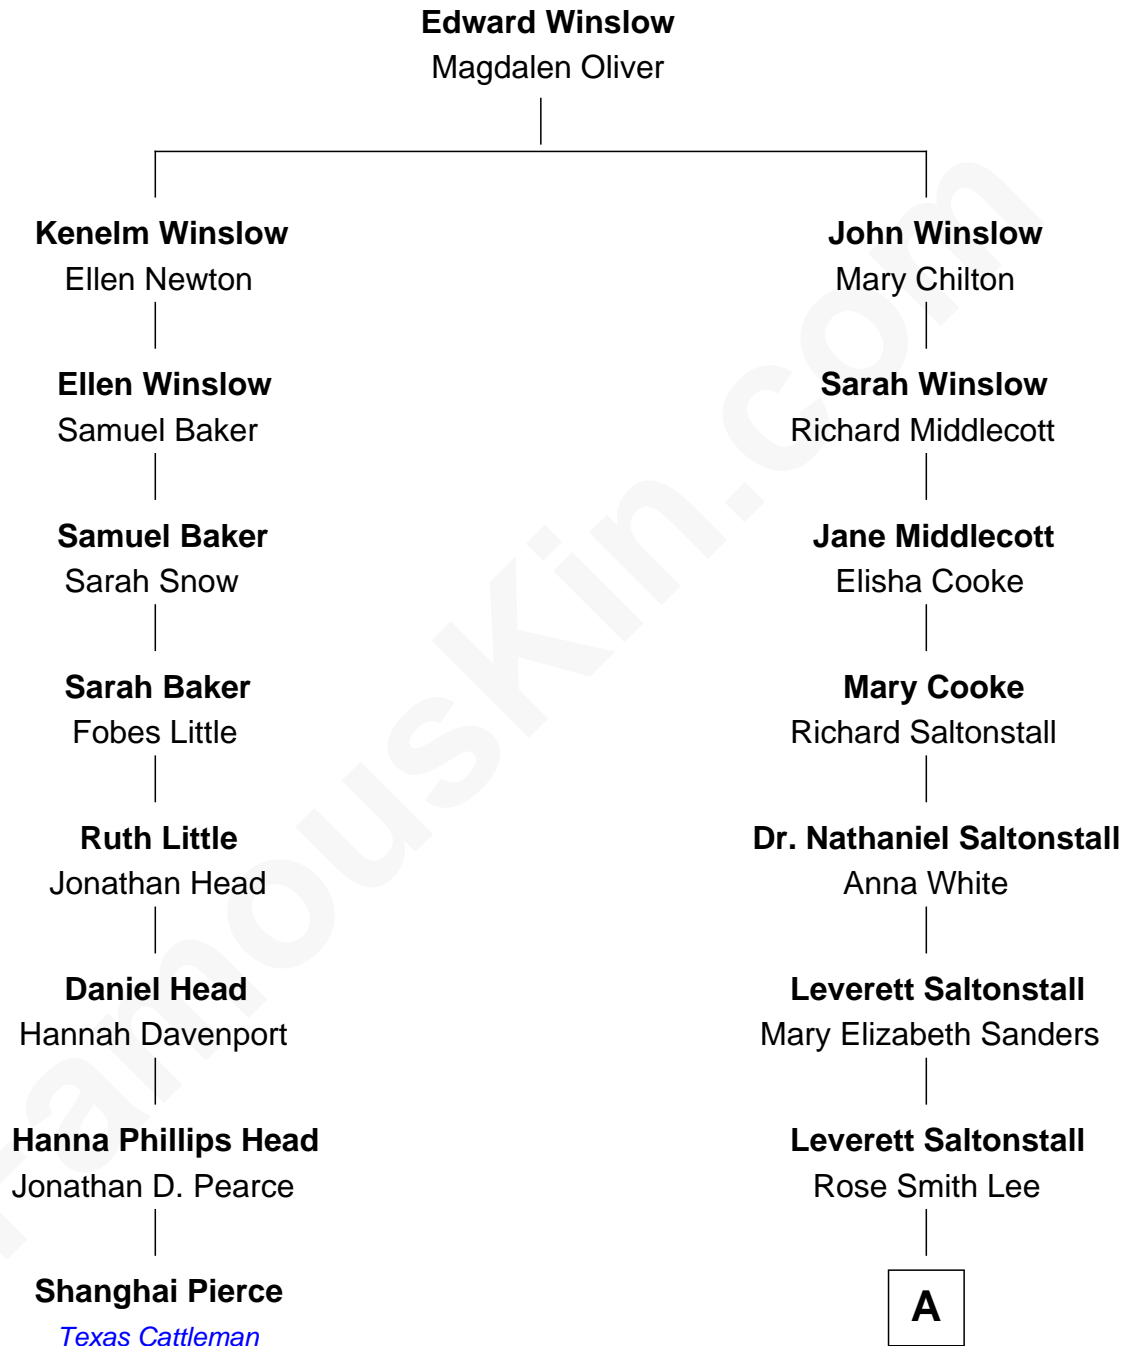 Edward Winslow
Magdalen Oliver
Kenelm Winslow
Ellen Newton
Ellen Winslow
Samuel Baker
Samuel Baker
Sarah Snow
Sarah Baker
Fobes Little
Ruth Little
Jonathan Head
Daniel Head
Hannah Davenport
Hanna Phillips Head
Jonathan D. Pearce
Shanghai Pierce
Texas Cattleman
John Winslow
Mary Chilton
Sarah Winslow
Richard Middlecott
Jane Middlecott
Elisha Cooke
Mary Cooke
Richard Saltonstall
Dr. Nathaniel Saltonstall
Anna White
Leverett Saltonstall
Mary Elizabeth Sanders
Leverett Saltonstall
Rose Smith Lee
A
FamousKin.com